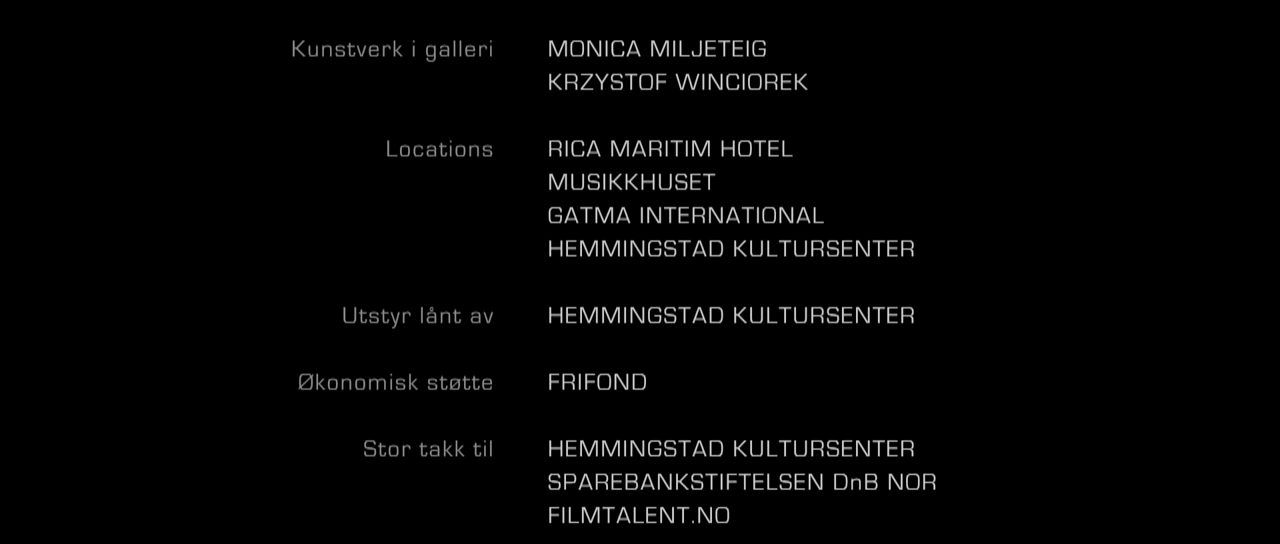 Kunstverk i galleri MONICA MILJETEIG
KRZYSTOF WINCIOREK
Locations RICA MARITIM HOTEL
MUSIKKHUSET
GATMA INTERNATIONAL
HEMMINGSTAD KULTURSENTER
Utstyr lånt av HEMMINGSTAD KULTURSENTER
Økonomisk støtte FRIFOND
Stor takk til HEMMINGSTAD KULTURSENTER
SPAREBANKSTIFTELSEN DnB NOR
FILMTALENT.NO